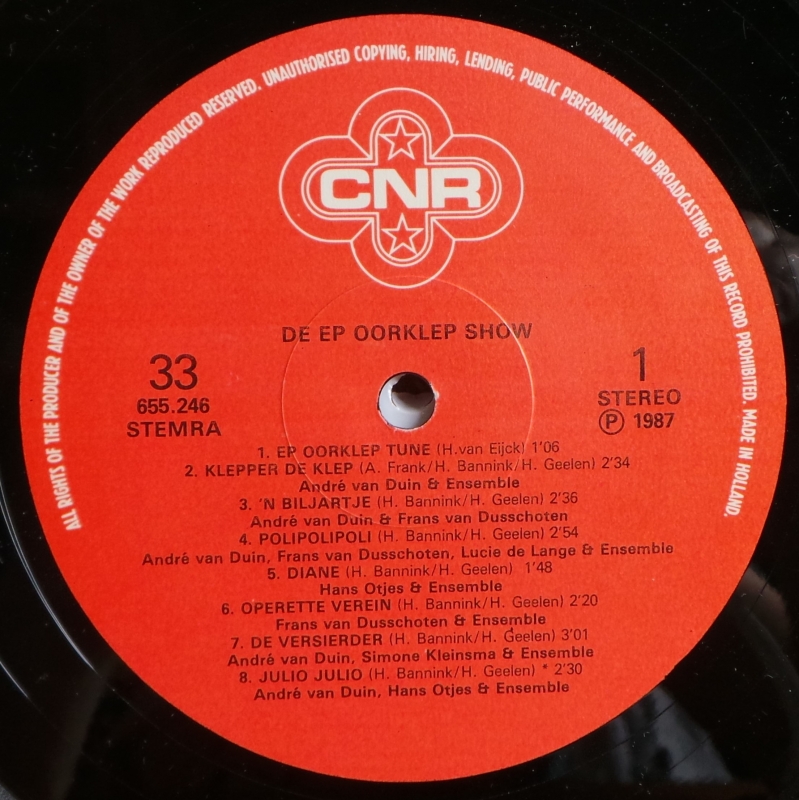 ALL RIGHTS OF THE PRODUCER AND OF THE OWNER OF THE WORK REPRODUCED RESERVED. UNAUTHORISED COPYING, HIRING, LENDING, PUBLIC PERFORMANCE AND BROADCASTING OF THIS RECORD PROHIBITED. MADE IN HOLLAND.
CNR
DE EP OORKLEP SHOW
33
655.246
STEMRA
1
STEREO
Ⓟ 1987
1. EP OORKLEP TUNE (H.van Eijck) 1'06
2. KLEPPER DE KLEP (A. Frank/H. Bannink/H. Geelen) 2'34
André van Duin & Ensemble
3. 'N BILJARTJE (H. Bannink/H. Geelen) 2'36
André van Duin & Frans van Dusschoten
4. POLIPOLIPOLI (H. Bannink/H. Geelen) 2'54
André van Duin, Frans van Dusschoten, Lucie de Lange & Ensemble
5. DIANE (H. Bannink/H. Geelen) 1'48
Hans Otjes & Ensemble
6. OPERETTE VEREIN (H. Bannink/H. Geelen) 2'20
Frans van Dusschoten & Ensemble
7. DE VERSIERDER (H. Bannink/H. Geelen) 3'01
André van Duin, Simone Kleinsma & Ensemble
8. JULIO JULIO (H. Bannink/H. Geelen) * 2'30
André van Duin, Hans Otjes & Ensemble